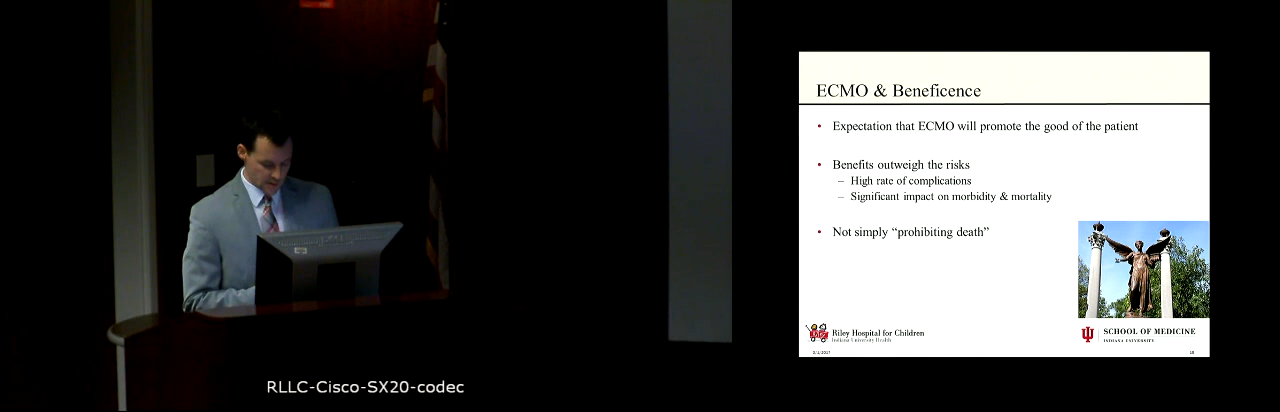 ECMO & Beneficence
• Expectation that ECMO will promote the good of the patient
• Benefits outweigh the risks
– High rate of complications
– Significant impact on morbidity & mortality
• Not simply “prohibiting death”
Riley Hospital for Children
Indiana University Health
SCHOOL OF MEDICINE
INDIANA UNIVERSITY
RLLC-Cisco-SX20-codec